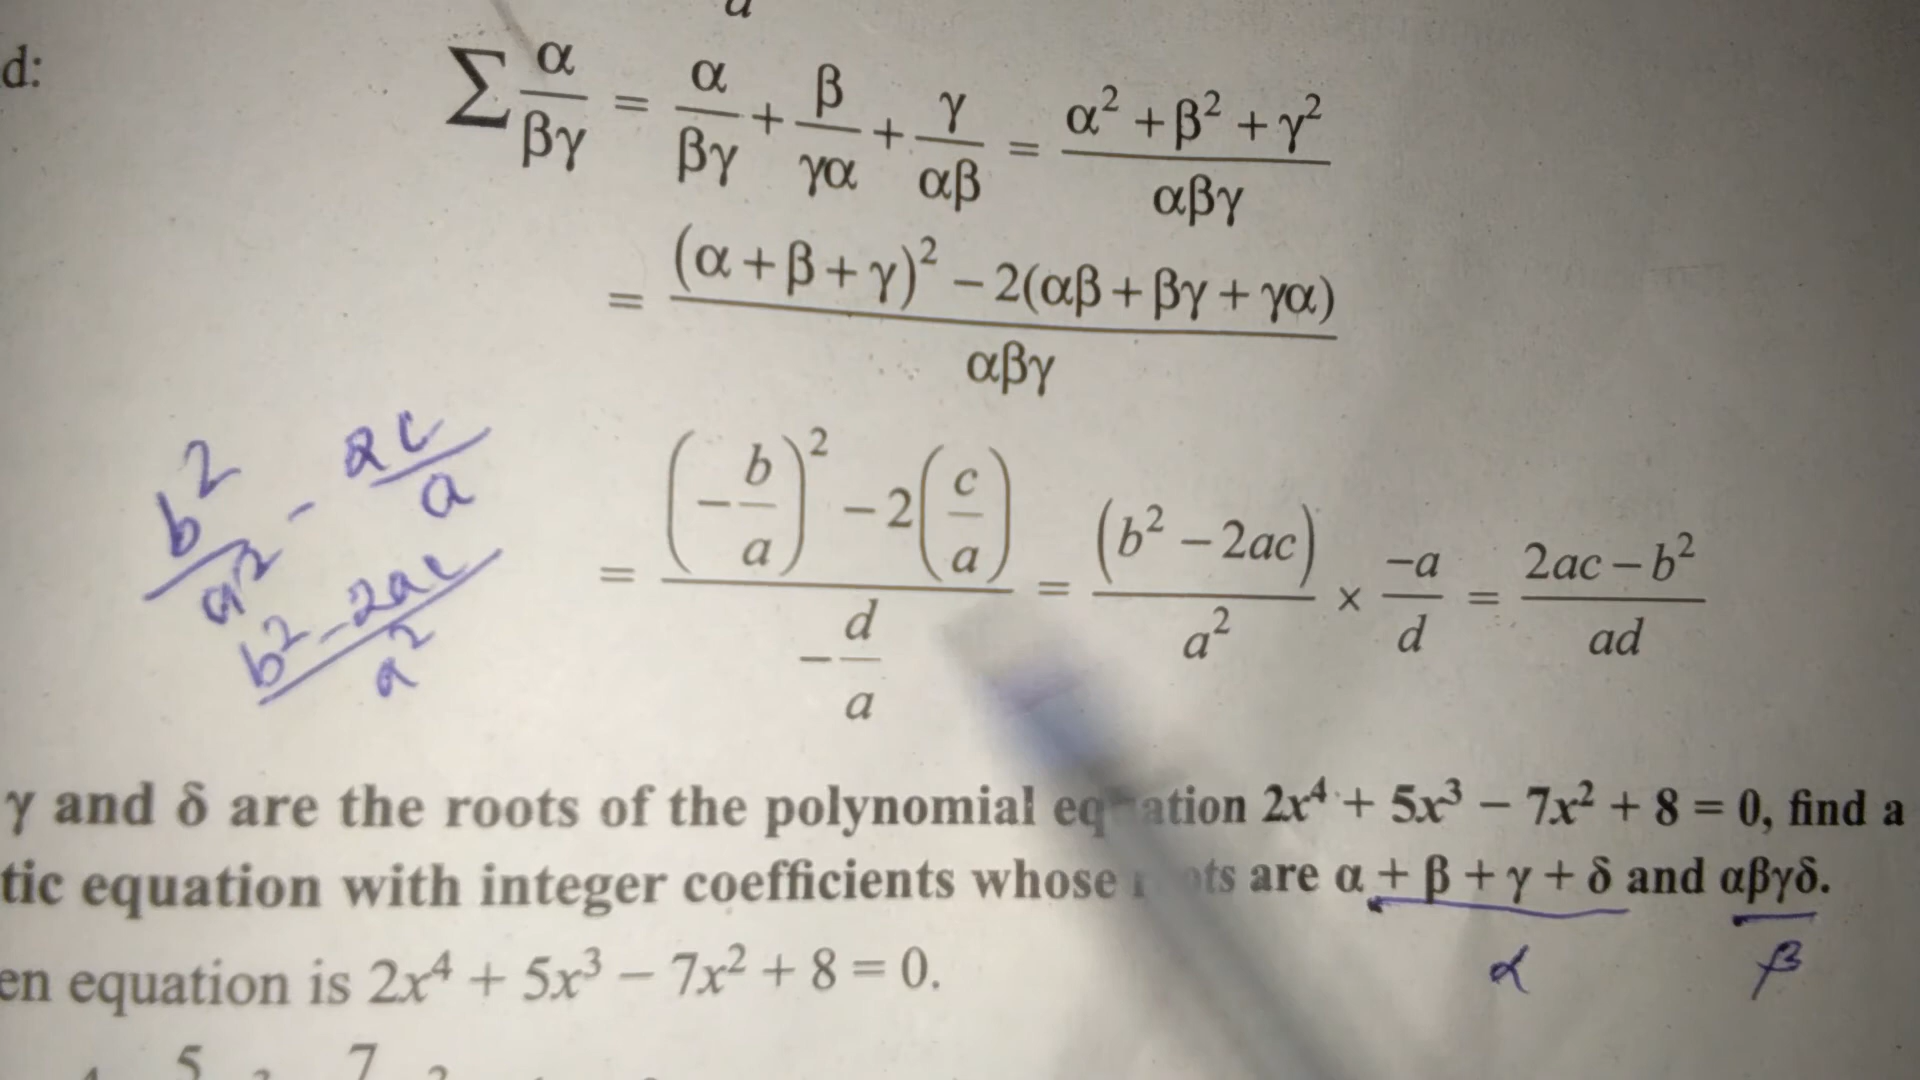 d:
∑ α/βγ = α/βγ + β/γα + γ/αβ = α² + β² + γ² / αβγ
= (α + β + γ)² − 2(αβ + βγ + γα) / αβγ
b²/a² - 2c/a
b² - 2ac / a²
= (−b/a)² − 2(c/a) / −d/a = (b² − 2ac)/a² × −a/d = 2ac − b² / ad
γ and δ are the roots of the polynomial 2x⁴ + 5x³ − 7x² + 8 = 0, find a
tic equation with integer coefficients whose are α + β + γ + δ and αβγδ.
α β
en equation is 2x⁴ + 5x³ − 7x² + 8 = 0.
5 7